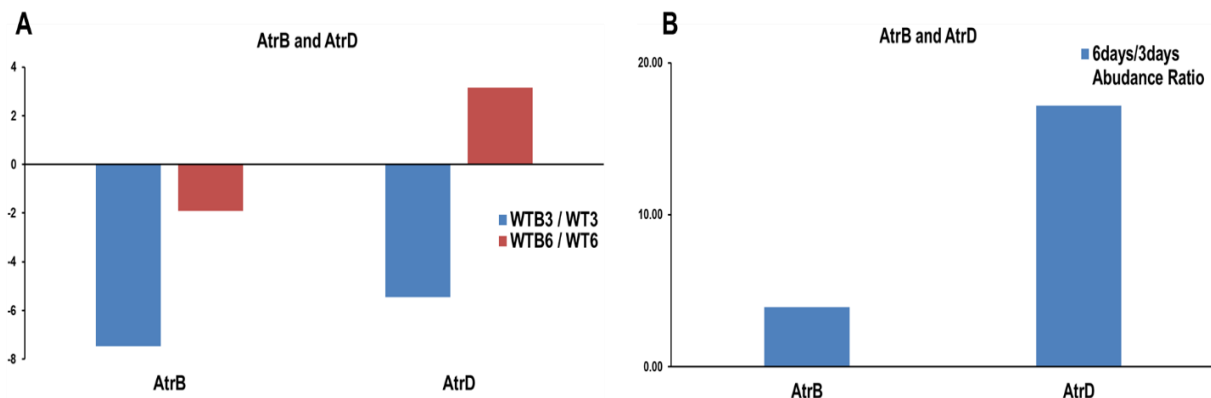 A
AtrB and AtrD
4
2
0
-2
-4
-6
-8
WTB3 / WT3
WTB6 / WT6
AtrB
AtrD
B
AtrB and AtrD
6days/3days
Abudance Ratio
20.00
10.00
0.00
AtrB
AtrD